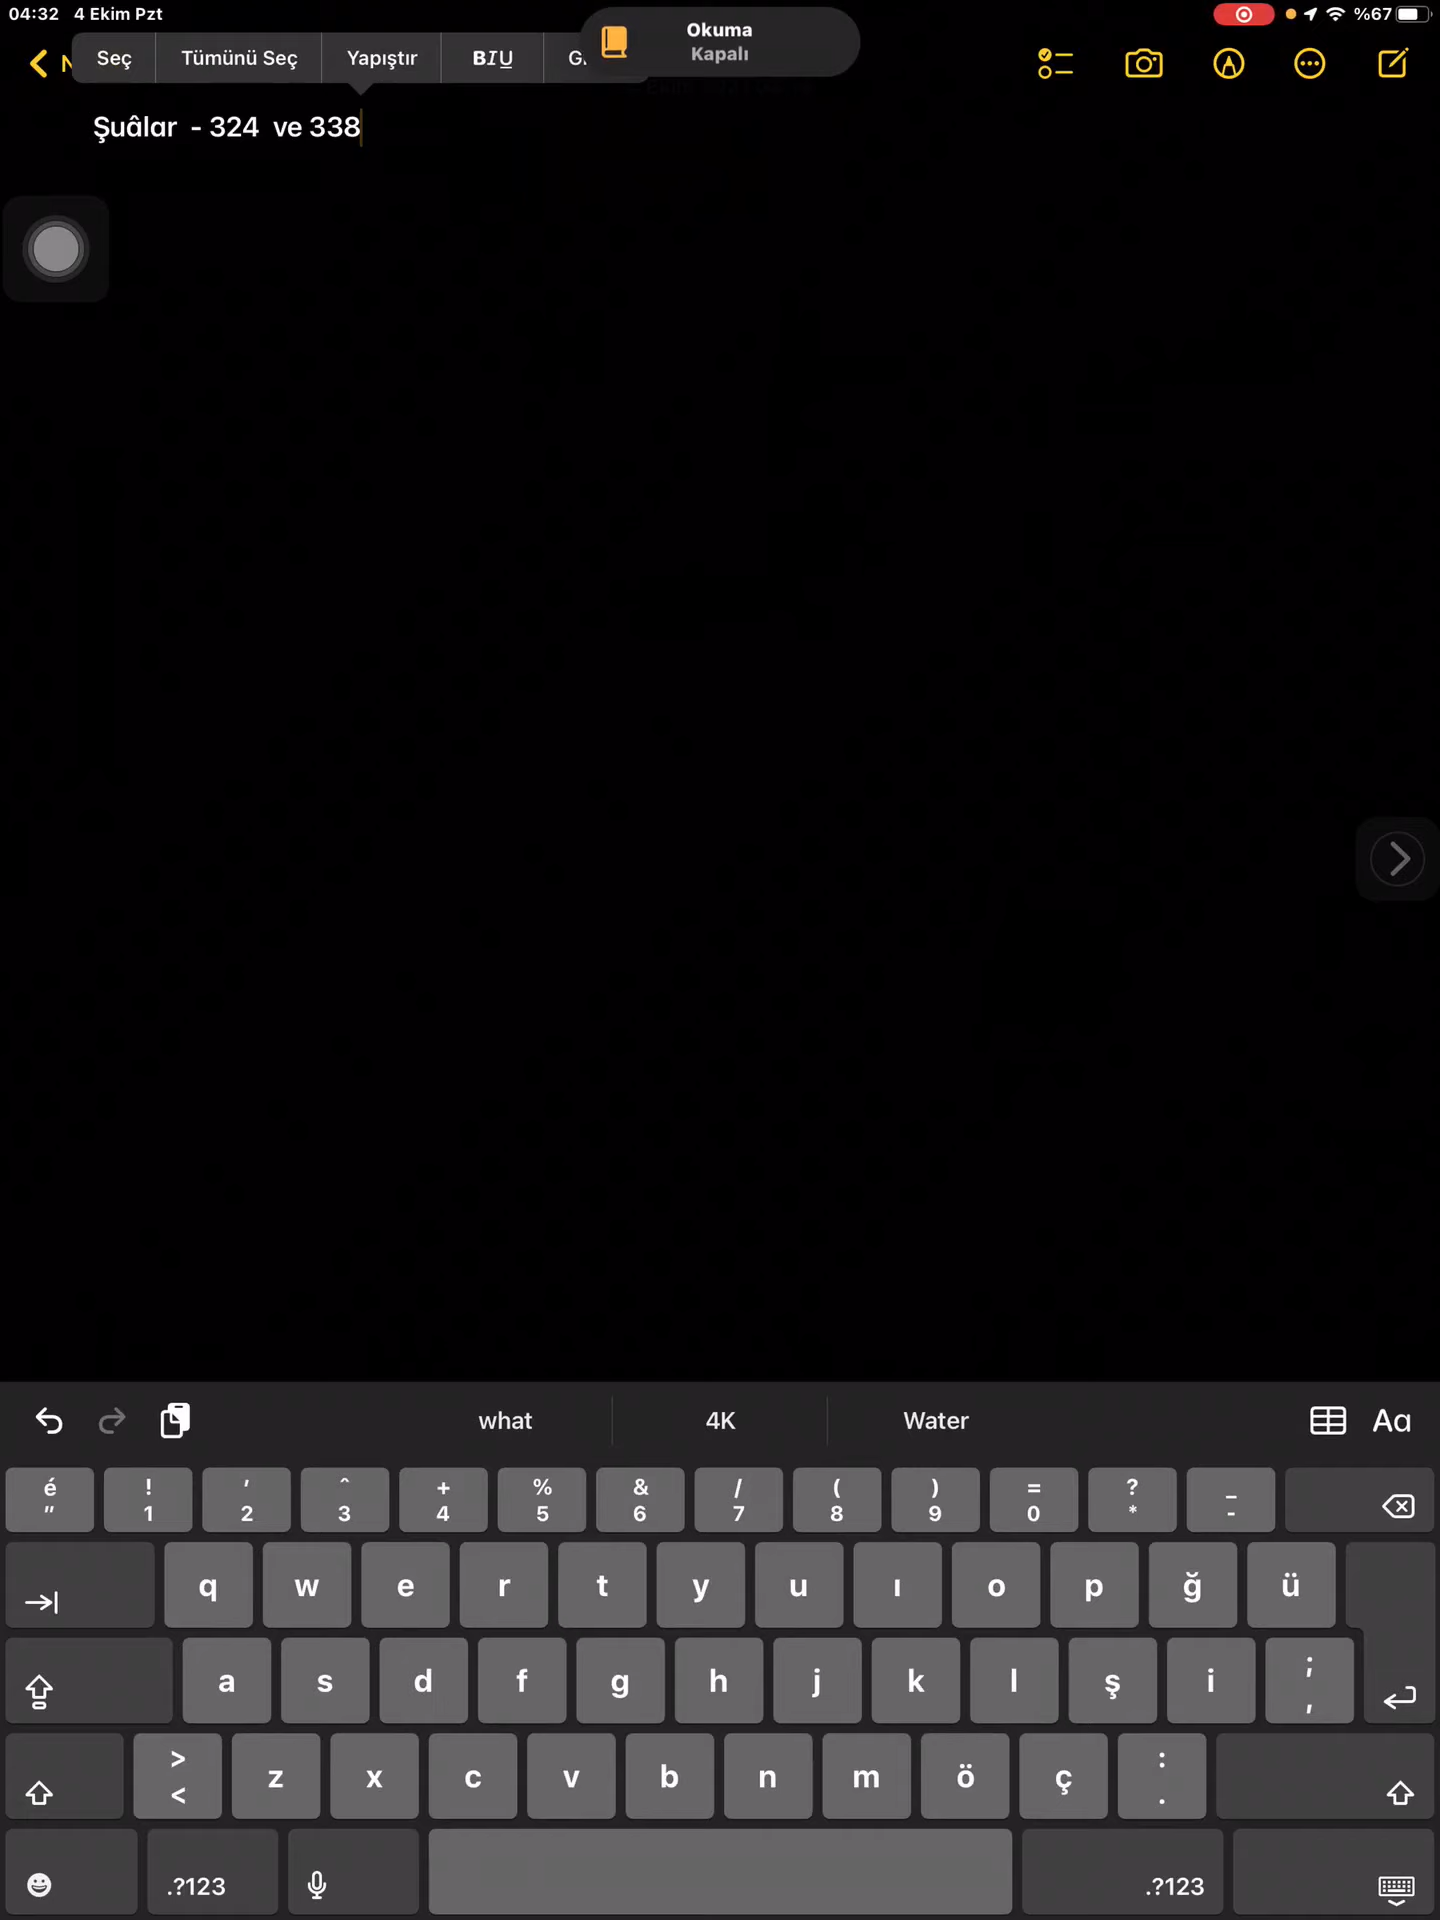 04:32 4 Ekim Pzt
%67
Okuma
Kapalı
Seç Tümünü Seç Yapıştır BIU
Şuâlar - 324 ve 338
what 4K Water Aa
é ! ' ^ + % & / ( ) = ? _
" 1 2 3 4 5 6 7 8 9 0 * -
q w e r t y u ı o p ğ ü
a s d f g h j k l ş i ; ,
> < z x c v b n m ö ç : .
.?123 .?123